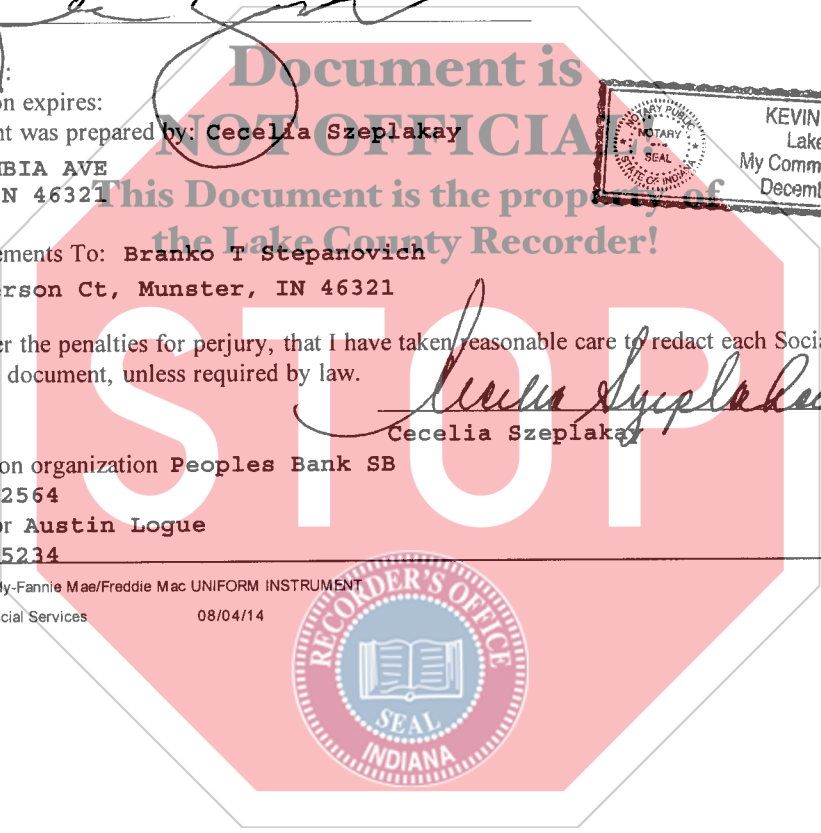 Document is
:
on expires:
NOT OFFICIAL!
nt was prepared by: Cecelia Szeplakay
BIA AVE
N 46321
This Document is the property of
the Lake County Recorder!
NOTARY PUBLIC
NOTARY
SEAL
STATE OF INDIANA
KEVIN
Lake
My Comm
Decemb
ements To: Branko T Stepanovich
erson Ct, Munster, IN 46321
er the penalties for perjury, that I have taken reasonable care to redact each Socia
document, unless required by law.
STOP
Cecelia Szeplakay
on organization Peoples Bank SB
2564
or Austin Logue
5234
ly-Fannie Mae/Freddie Mac UNIFORM INSTRUMENT
cial Services 08/04/14
RECORDER'S OFFICE
SEAL
INDIANA